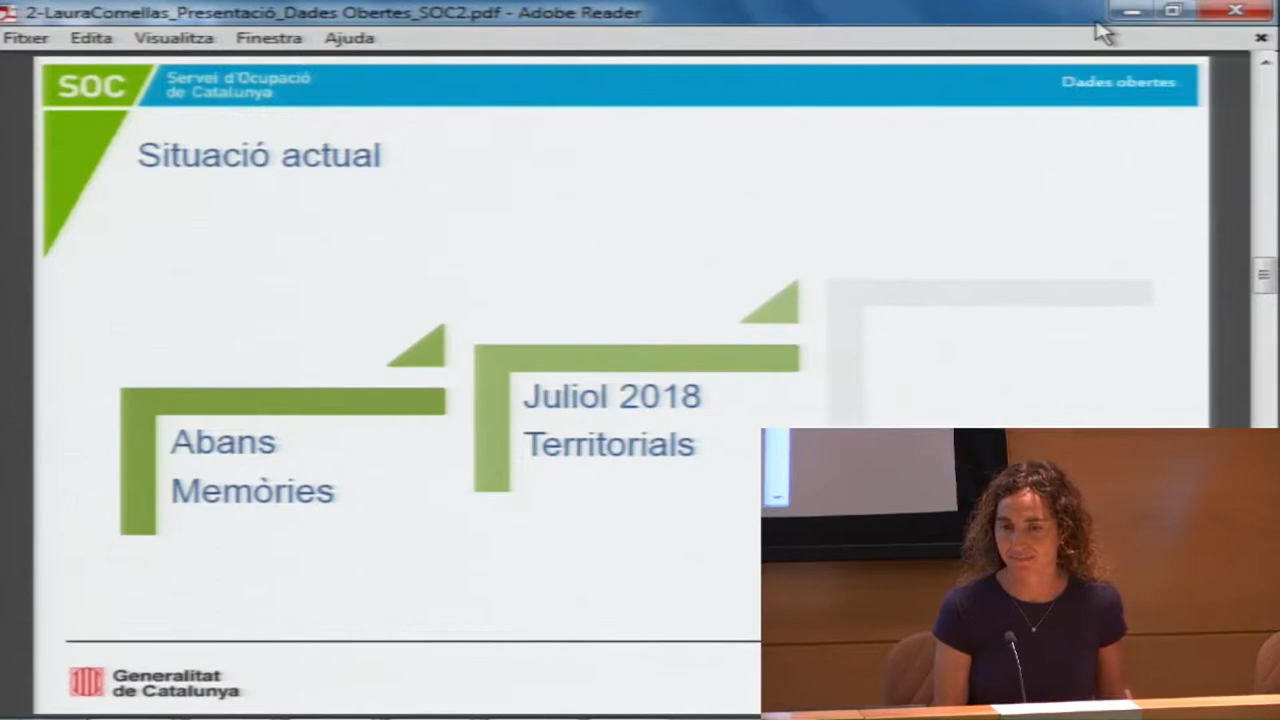 2-LauraComellas_Presentació_Dades Obertes_SOC2.pdf - Adobe Reader
Fitxer Edita Visualitza Finestra Ajuda
SOC
Servei d'Ocupació
de Catalunya
Dades obertes
Situació actual
Juliol 2018
Territorials
Abans
Memòries
Generalitat
de Catalunya